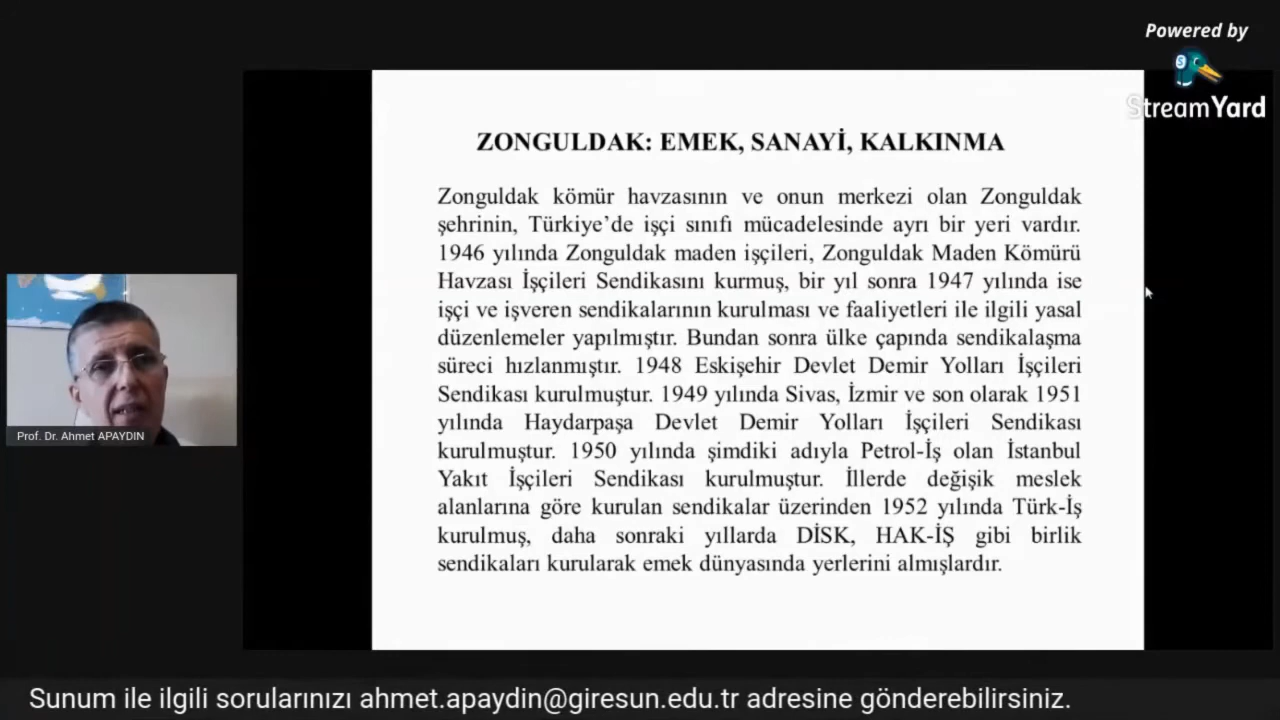 Powered by
StreamYard
ZONGULDAK: EMEK, SANAYİ, KALKINMA
Zonguldak kömür havzasının ve onun merkezi olan Zonguldak
şehrinin, Türkiye’de işçi sınıfı mücadelesinde ayrı bir yeri vardır.
1946 yılında Zonguldak maden işçileri, Zonguldak Maden Kömürü
Havzası İşçileri Sendikasını kurmuş, bir yıl sonra 1947 yılında ise
işçi ve işveren sendikalarının kurulması ve faaliyetleri ile ilgili yasal
düzenlemeler yapılmıştır. Bundan sonra ülke çapında sendikalaşma
süreci hızlanmıştır. 1948 Eskişehir Devlet Demir Yolları İşçileri
Sendikası kurulmuştur. 1949 yılında Sivas, İzmir ve son olarak 1951
yılında Haydarpaşa Devlet Demir Yolları İşçileri Sendikası
kurulmuştur. 1950 yılında şimdiki adıyla Petrol-İş olan İstanbul
Yakıt İşçileri Sendikası kurulmuştur. İllerde değişik meslek
alanlarına göre kurulan sendikalar üzerinden 1952 yılında Türk-İş
kurulmuş, daha sonraki yıllarda DİSK, HAK-İŞ gibi birlik
sendikaları kurularak emek dünyasında yerlerini almışlardır.
Prof. Dr. Ahmet APAYDIN
Sunum ile ilgili sorularınızı ahmet.apaydin@giresun.edu.tr adresine gönderebilirsiniz.